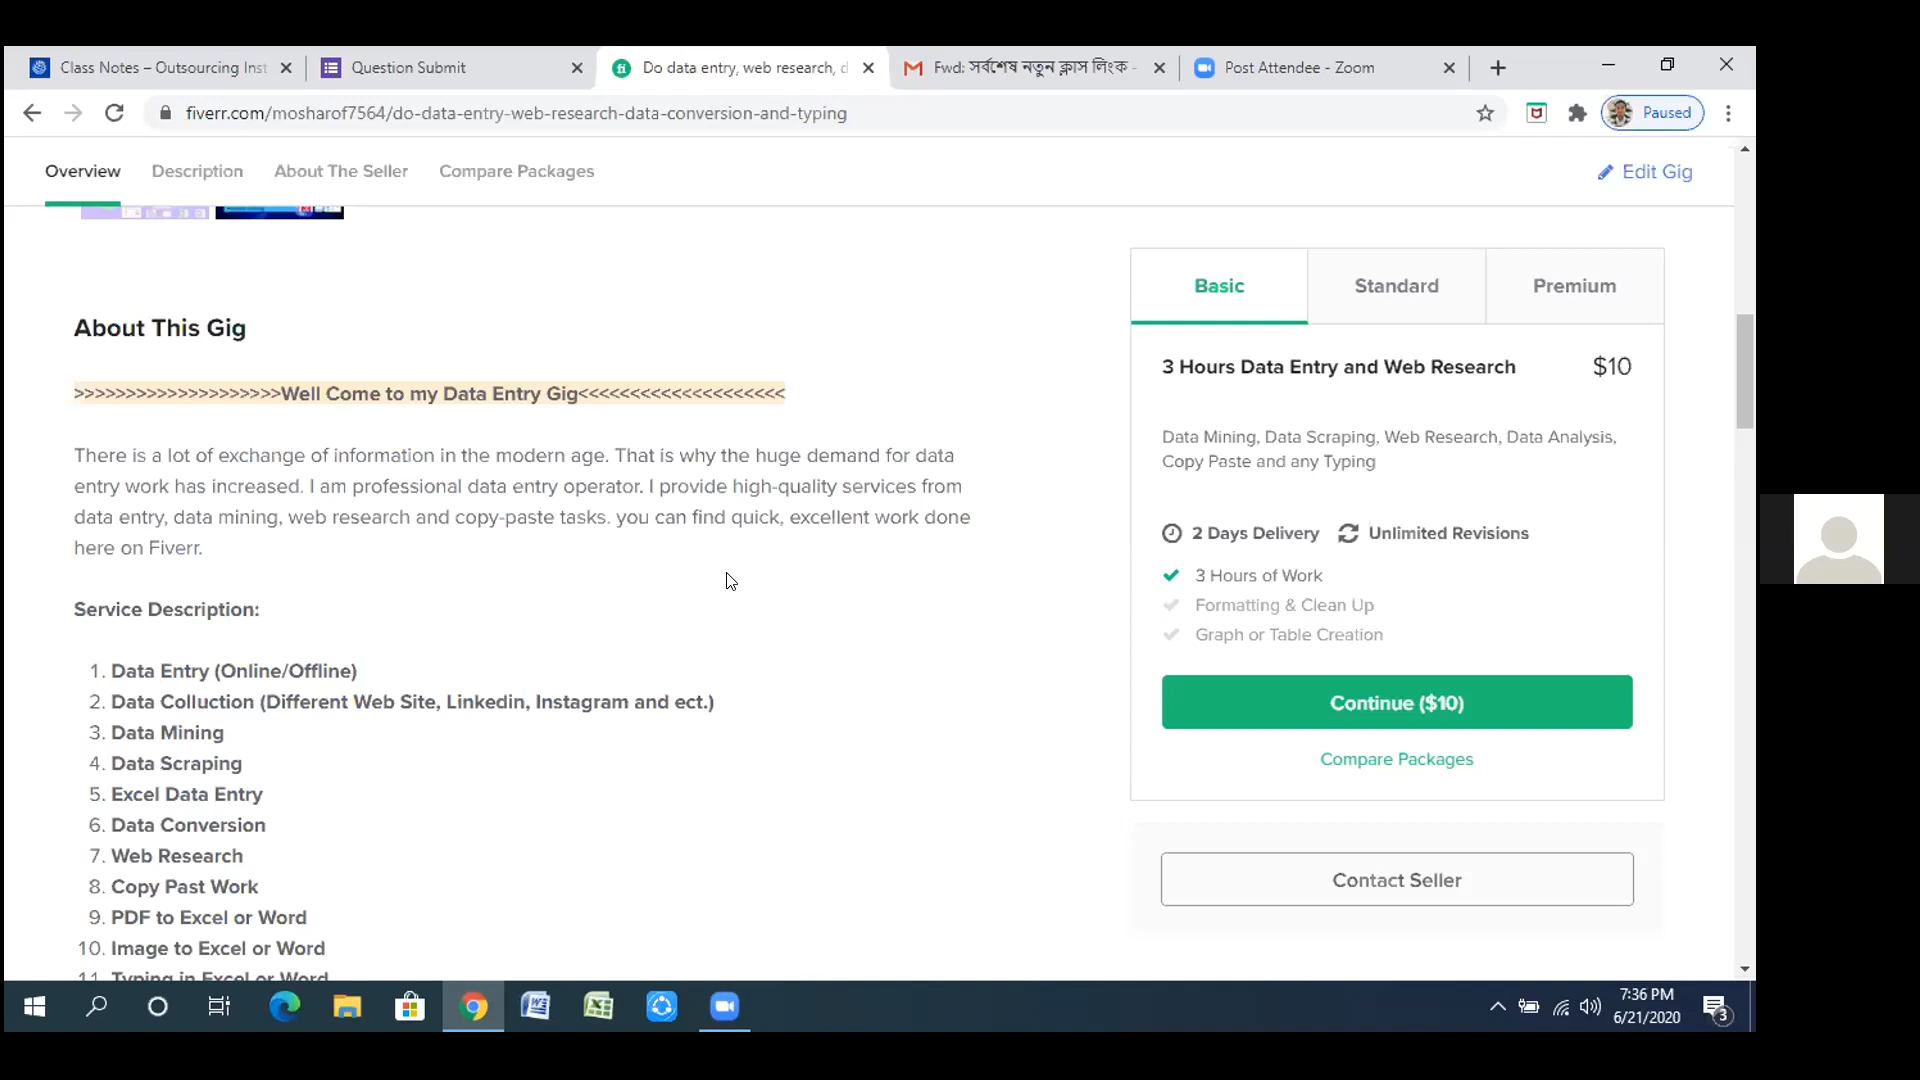 Class Notes – Outsourcing Inst
Question Submit
Do data entry, web research, d
Fwd: সর্বশেষ নতুন ক্লাস লিংক -
Post Attendee - Zoom
fiverr.com/mosharof7564/do-data-entry-web-research-data-conversion-and-typing
Paused
Overview
Description
About The Seller
Compare Packages
Edit Gig
About This Gig
>>>>>>>>>>>>>>>>>>>>Well Come to my Data Entry Gig<<<<<<<<<<<<<<<<<<<<
There is a lot of exchange of information in the modern age. That is why the huge demand for data
entry work has increased. I am professional data entry operator. I provide high-quality services from
data entry, data mining, web research and copy-paste tasks. you can find quick, excellent work done
here on Fiverr.
Service Description:
1. Data Entry (Online/Offline)
2. Data Colluction (Different Web Site, Linkedin, Instagram and ect.)
3. Data Mining
4. Data Scraping
5. Excel Data Entry
6. Data Conversion
7. Web Research
8. Copy Past Work
9. PDF to Excel or Word
10. Image to Excel or Word
11. Typing in Excel or Word
Basic
Standard
Premium
3 Hours Data Entry and Web Research $10
Data Mining, Data Scraping, Web Research, Data Analysis,
Copy Paste and any Typing
2 Days Delivery
Unlimited Revisions
3 Hours of Work
Formatting & Clean Up
Graph or Table Creation
Continue ($10)
Compare Packages
Contact Seller
7:36 PM
6/21/2020
3